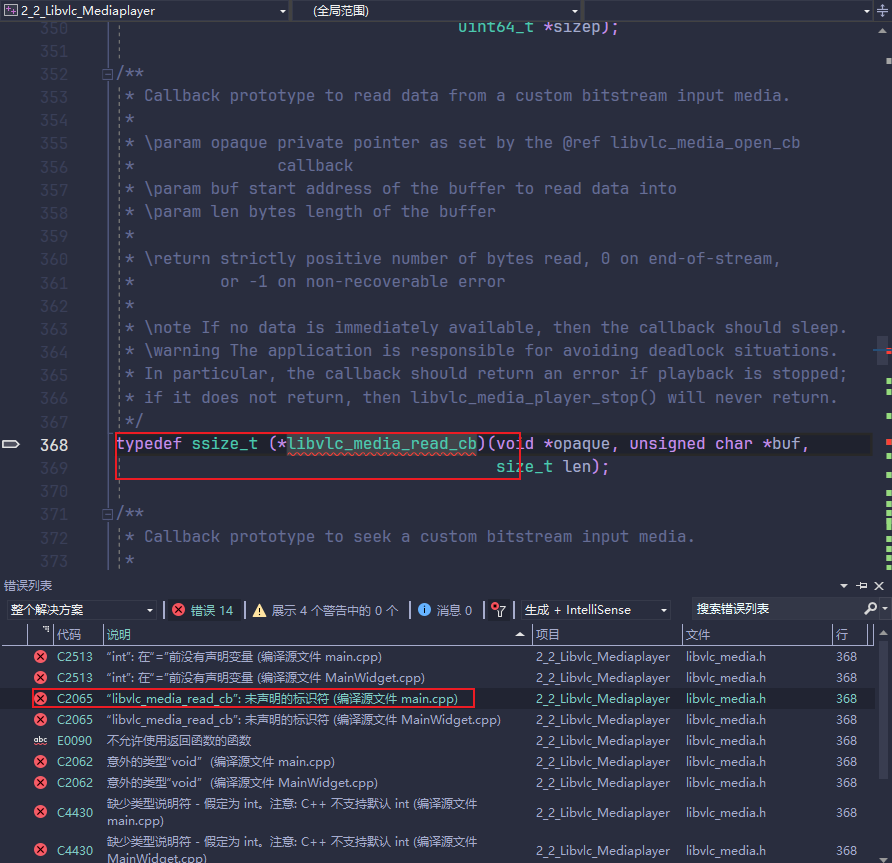 2_2_Libvlc_Mediaplayer
(全局范围)
350 uint64_t *sizep);
351
352 /**
353 * Callback prototype to read data from a custom bitstream input media.
354 *
355 * \param opaque private pointer as set by the @ref libvlc_media_open_cb
356 * callback
357 * \param buf start address of the buffer to read data into
358 * \param len bytes length of the buffer
359 *
360 * \return strictly positive number of bytes read, 0 on end-of-stream,
361 * or -1 on non-recoverable error
362 *
363 * \note If no data is immediately available, then the callback should sleep.
364 * \warning The application is responsible for avoiding deadlock situations.
365 * In particular, the callback should return an error if playback is stopped;
366 * if it does not return, then libvlc_media_player_stop() will never return.
367 */
368 typedef ssize_t (*libvlc_media_read_cb)(void *opaque, unsigned char *buf,
369 size_t len);
370
371 /**
372 * Callback prototype to seek a custom bitstream input media.
373 *
错误列表
整个解决方案 错误 14 展示 4 个警告中的 0 个 消息 0 生成 + IntelliSense 搜索错误列表
代码 说明 项目 文件 行
C2513 "int": 在"="前没有声明变量 (编译源文件 main.cpp) 2_2_Libvlc_Mediaplayer libvlc_media.h 368
C2513 "int": 在"="前没有声明变量 (编译源文件 MainWidget.cpp) 2_2_Libvlc_Mediaplayer libvlc_media.h 368
C2065 "libvlc_media_read_cb": 未声明的标识符 (编译源文件 main.cpp) 2_2_Libvlc_Mediaplayer libvlc_media.h 368
C2065 "libvlc_media_read_cb": 未声明的标识符 (编译源文件 MainWidget.cpp) 2_2_Libvlc_Mediaplayer libvlc_media.h 368
abc E0090 不允许使用返回函数的函数 2_2_Libvlc_Mediaplayer libvlc_media.h 368
C2062 意外的类型"void" (编译源文件 main.cpp) 2_2_Libvlc_Mediaplayer libvlc_media.h 368
C2062 意外的类型"void" (编译源文件 MainWidget.cpp) 2_2_Libvlc_Mediaplayer libvlc_media.h 368
C4430 缺少类型说明符 - 假定为 int。注意: C++ 不支持默认 int (编译源文件 2_2_Libvlc_Mediaplayer libvlc_media.h 368
main.cpp)
C4430 缺少类型说明符 - 假定为 int。注意: C++ 不支持默认 int (编译源文件 2_2_Libvlc_Mediaplayer libvlc_media.h 368
MainWidget.cpp)